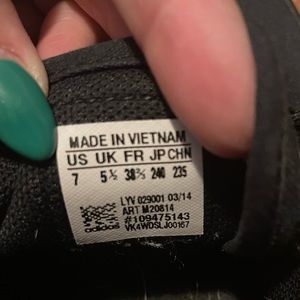 MADE IN VIETNAM
US UK FR JP CHN
7 5½ 38⅔ 240 235
LYV 029001 03/14
ART M20814
#109475143
adidas VK4WDSLJ00167